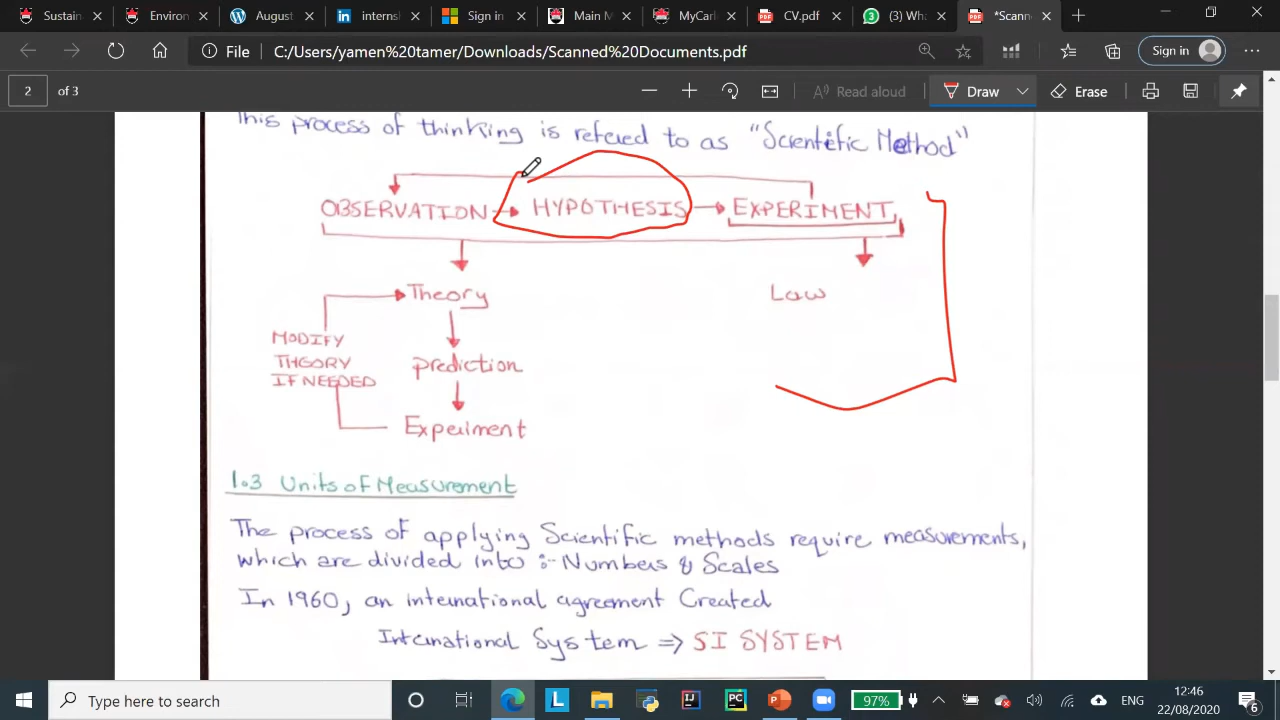 Sustain
Environ
August
interns
Sign in
Main M
MyCad
CV.pdf
3 (Wha
*Scann
File C:/Users/yamen%20tamer/Downloads/Scanned%20Documents.pdf
Sign in
2 of 3
Read aloud
Draw
Erase
This process of thinking is refered to as "Scientific Method"
OBSERVATION → HYPOTHESIS → EXPERIMENT
Theory
Law
MODIFY
THEORY
IF NEEDED
prediction
Experiment
1.3 Units of Measurement
The process of applying Scientific methods require measurements,
which are divided into :- Numbers & Scales
In 1960, an international agreement Created
International System ⇒ SI SYSTEM
Type here to search
97%
ENG
12:46
22/08/2020
6